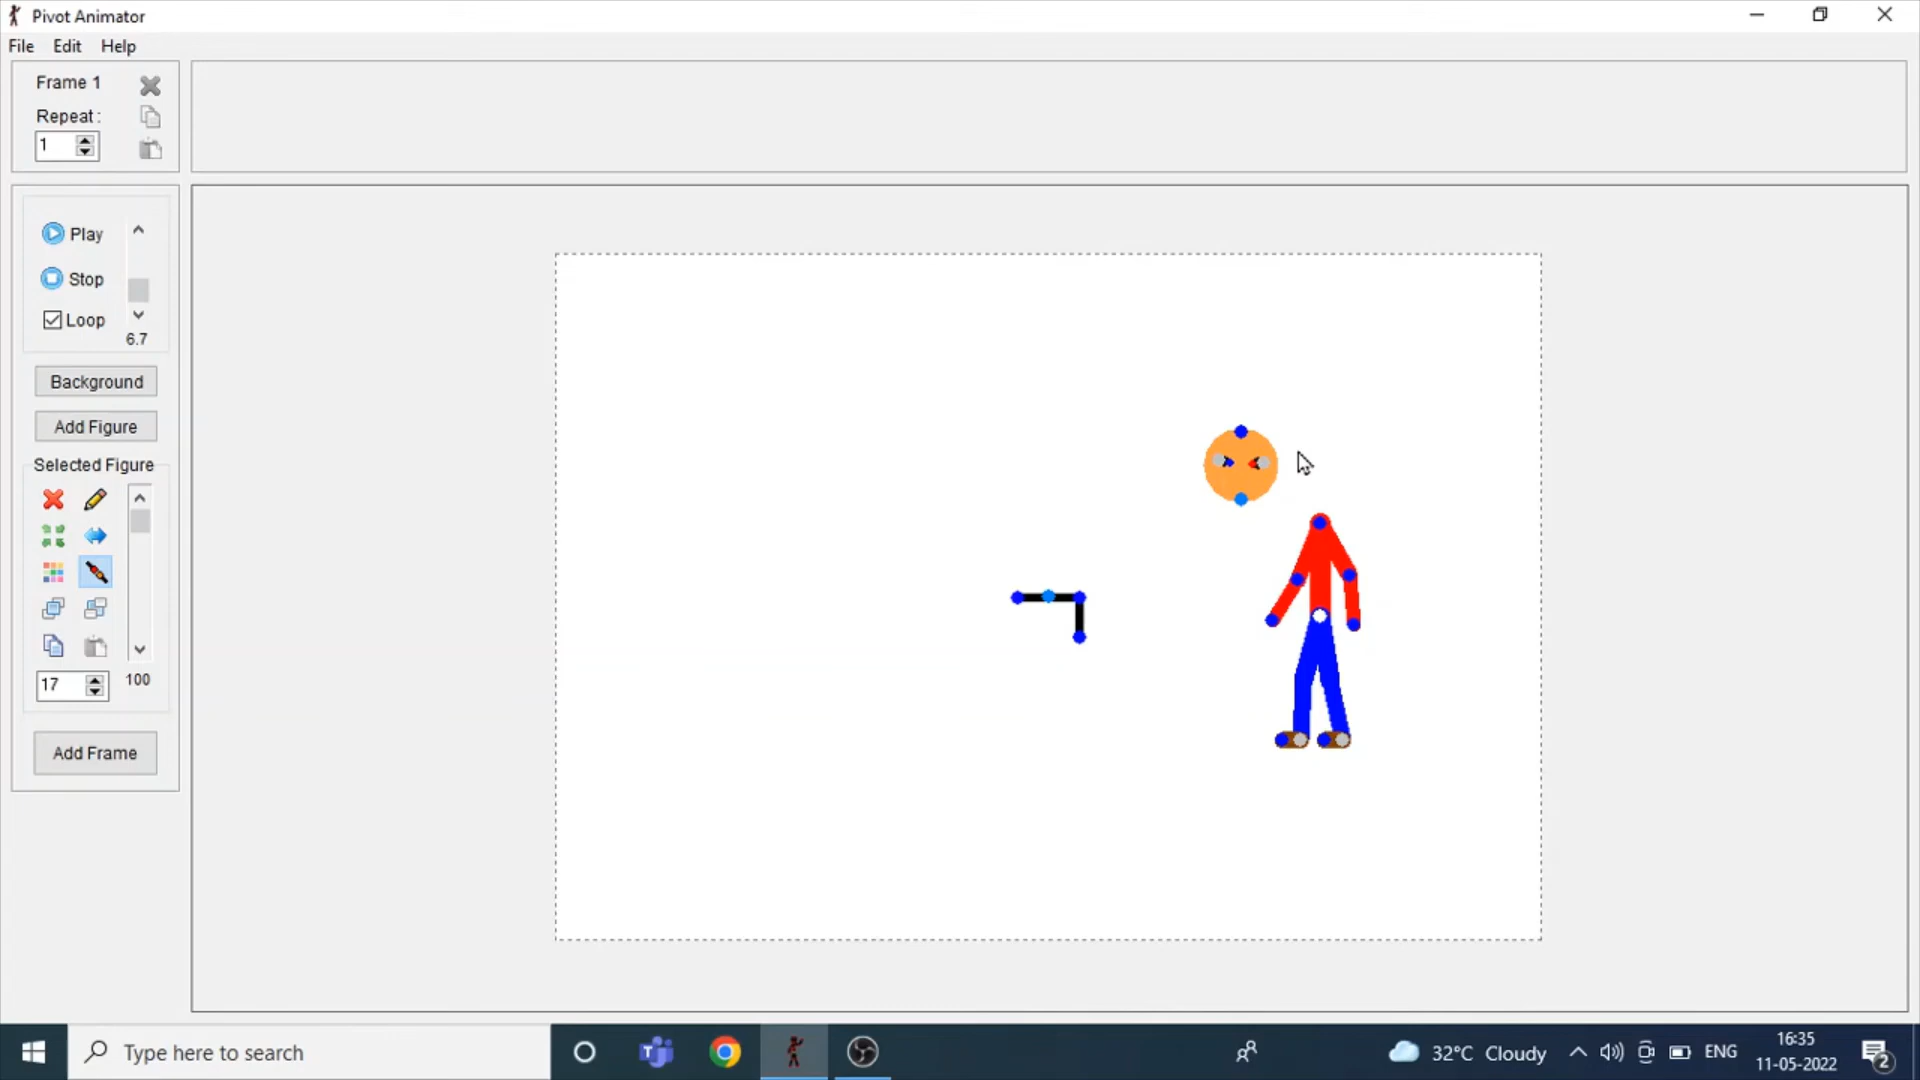 Pivot Animator
File Edit Help
Frame 1
Repeat :
1
Play
Stop
Loop
6.7
Background
Add Figure
Selected Figure
17
100
Add Frame
Type here to search
32°C Cloudy
ENG
16:35
11-05-2022
2